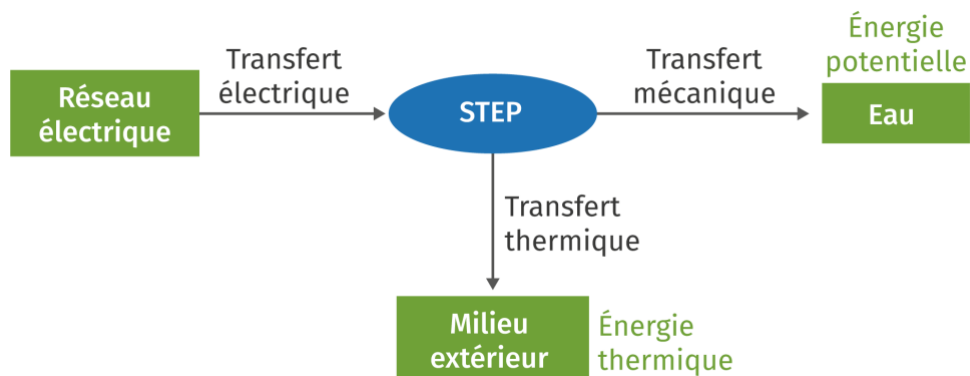 Réseau
électrique
Transfert
électrique
STEP
Transfert
mécanique
Énergie
potentielle
Eau
Transfert
thermique
Milieu
extérieur
Énergie
thermique